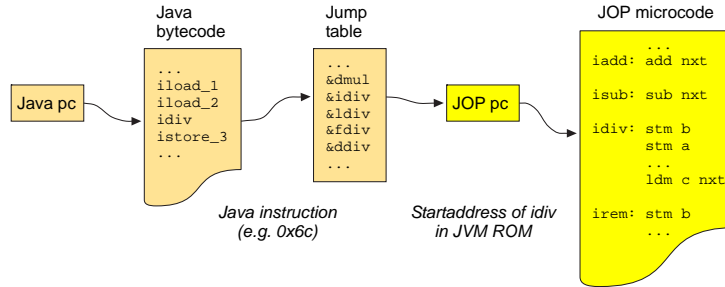 Java
bytecode
Jump
table
JOP microcode
Java pc
...
iload_1
iload_2
idiv
istore_3
...
...
&dmul
&idiv
&ldiv
&fdiv
&ddiv
...
JOP pc
...
iadd: add nxt
isub: sub nxt
idiv: stm b
stm a
...
ldm c nxt
irem: stm b
...
Java instruction
(e.g. 0x6c)
Startaddress of idiv
in JVM ROM